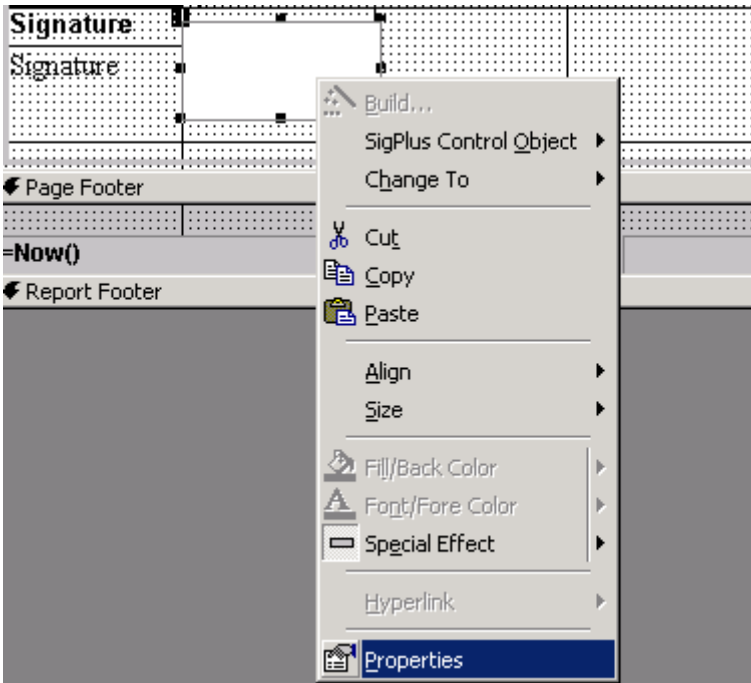 Signature
Signature
Build...
SigPlus Control Object
Change To
Page Footer
Cut
=Now()
Copy
Report Footer
Paste
Align
Size
Fill/Back Color
Font/Fore Color
Special Effect
Hyperlink
Properties